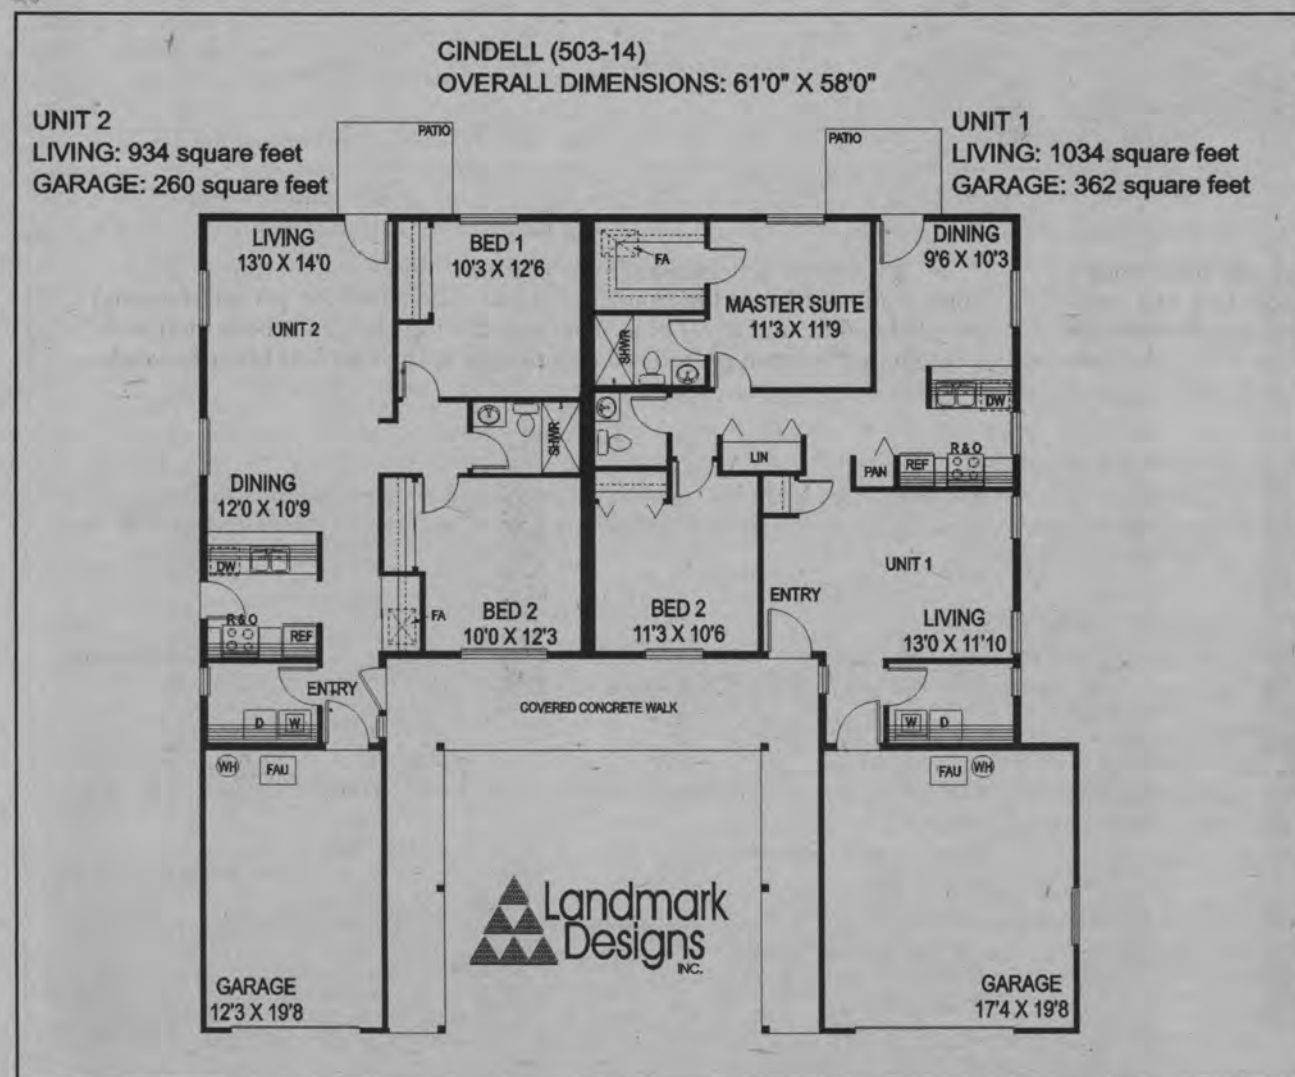 CINDELL (503-14)
OVERALL DIMENSIONS: 61'0" X 58'0"
UNIT 2
LIVING: 934 square feet
GARAGE: 260 square feet
PATIO
PATIO
UNIT 1
LIVING: 1034 square feet
GARAGE: 362 square feet
LIVING
13'0 X 14'0
UNIT 2
BED 1
10'3 X 12'6
FA
MASTER SUITE
11'3 X 11'9
DINING
9'6 X 10'3
SHWR
DW
SHWR
LIN
PAN
REF
R & O
DINING
12'0 X 10'9
DW
R & O
REF
FA
BED 2
10'0 X 12'3
BED 2
11'3 X 10'6
ENTRY
UNIT 1
LIVING
13'0 X 11'10
ENTRY
D
W
COVERED CONCRETE WALK
W
D
WH
FAU
FAU
WH
Landmark
Designs
INC.
GARAGE
12'3 X 19'8
GARAGE
17'4 X 19'8